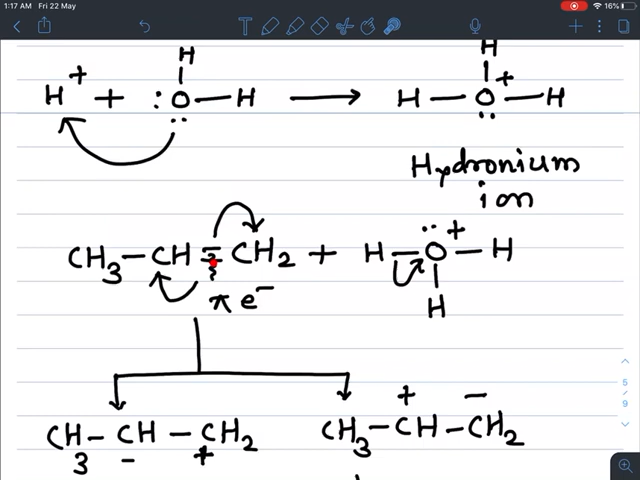 1:17 AM Fri 22 May
16%
H
H
H⁺ + :O–H ⟶ H–O⁺–H
Hydronium
ion
CH₃–CH=CH₂ + H–O⁺–H
H
π e⁻
5
/
9
+ −
CH₃–CH–CH₂ CH₃–CH–CH₂
− +